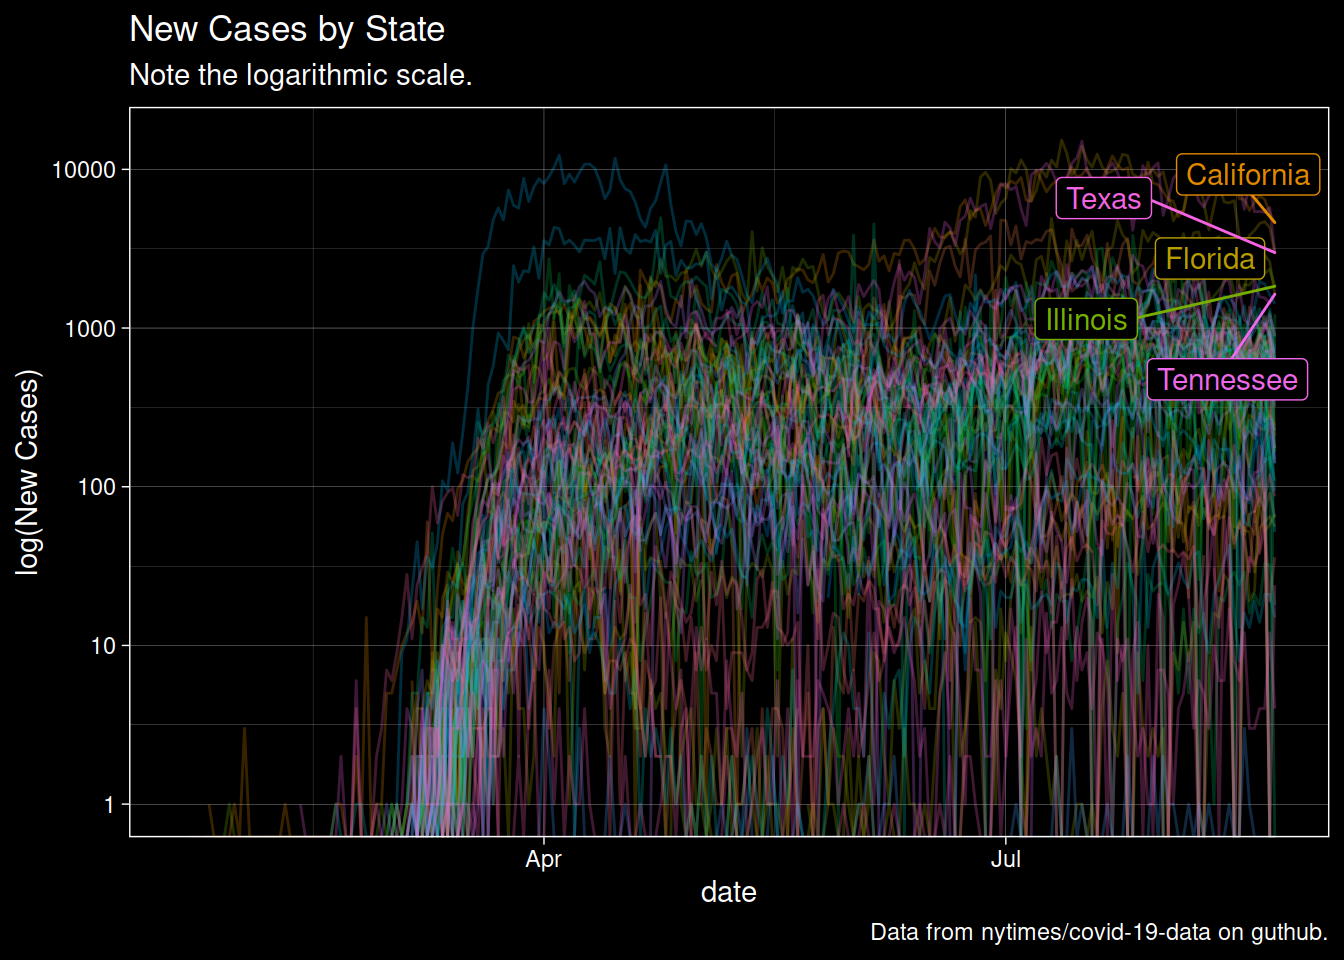 New Cases by State
Note the logarithmic scale.
log(New Cases)
10000
1000
100
10
1
California
Texas
Florida
Illinois
Tennessee
Apr
Jul
date
Data from nytimes/covid-19-data on guthub.